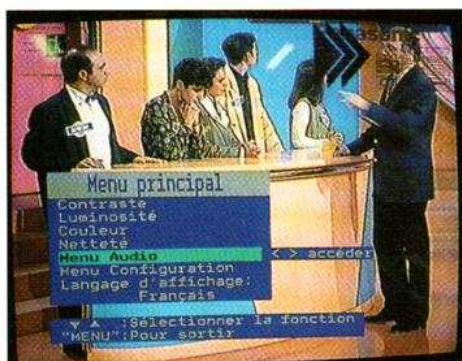 Menu principal
Contraste
Luminosité
Couleur
Netteté
Menu Audio < > accéder
Menu Configuration
Langage d'affichage:
Français
▼ ▲ :Sélectionner la fonction
"MENU":Pour sortir